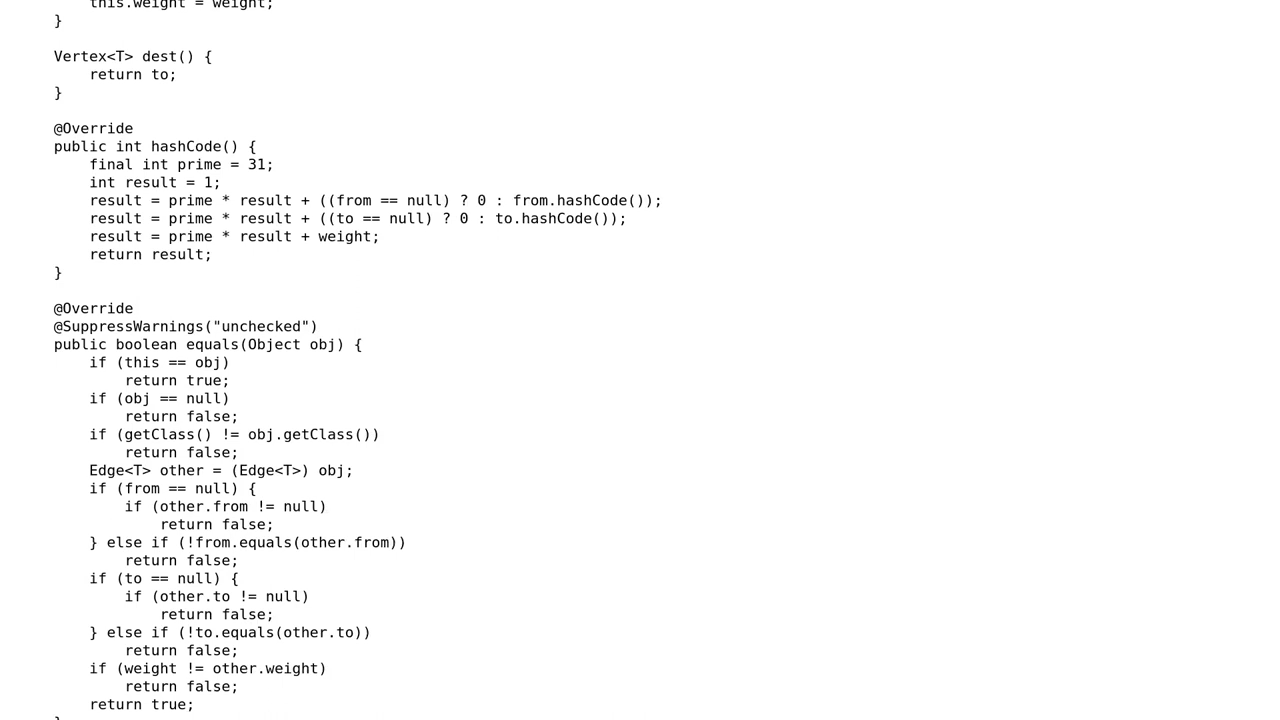 this.weight = weight;
    }

    Vertex<T> dest() {
        return to;
    }

    @Override
    public int hashCode() {
        final int prime = 31;
        int result = 1;
        result = prime * result + ((from == null) ? 0 : from.hashCode());
        result = prime * result + ((to == null) ? 0 : to.hashCode());
        result = prime * result + weight;
        return result;
    }

    @Override
    @SuppressWarnings("unchecked")
    public boolean equals(Object obj) {
        if (this == obj)
            return true;
        if (obj == null)
            return false;
        if (getClass() != obj.getClass())
            return false;
        Edge<T> other = (Edge<T>) obj;
        if (from == null) {
            if (other.from != null)
                return false;
        } else if (!from.equals(other.from))
            return false;
        if (to == null) {
            if (other.to != null)
                return false;
        } else if (!to.equals(other.to))
            return false;
        if (weight != other.weight)
            return false;
        return true;
    }